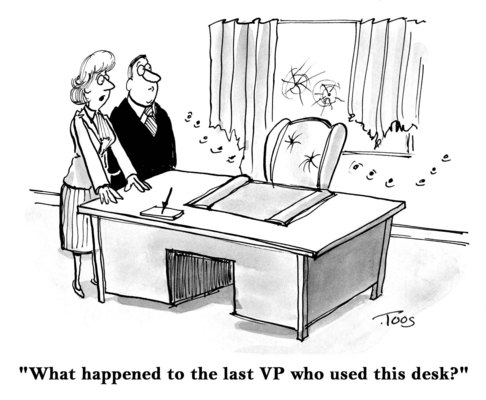 .Toos
"What happened to the last VP who used this desk?"